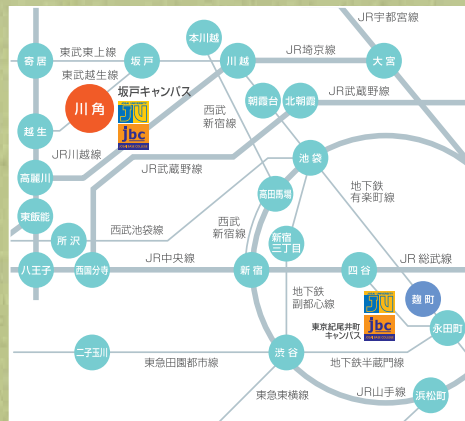 JR宇都宮線
本川越
東武東上線
JR埼京線
寄居
坂戸
川越
大宮
東武越生線
坂戸キャンパス
朝霞台
北朝霞
JR武蔵野線
川角
JU
jbc
西武
新宿線
越生
JR川越線
JR武蔵野線
池袋
高麗川
地下鉄
有楽町線
高田馬場
東飯能
西武
新宿線
所沢
西武池袋線
新宿
三丁目
JR中央線
JR総武線
八王子
西国分寺
新宿
四谷
地下鉄
副都心線
麹町
JU
jbc
東京紀尾井町
キャンパス
永田町
二子玉川
渋谷
東急田園都市線
地下鉄半蔵門線
東急東横線
JR山手線
浜松町